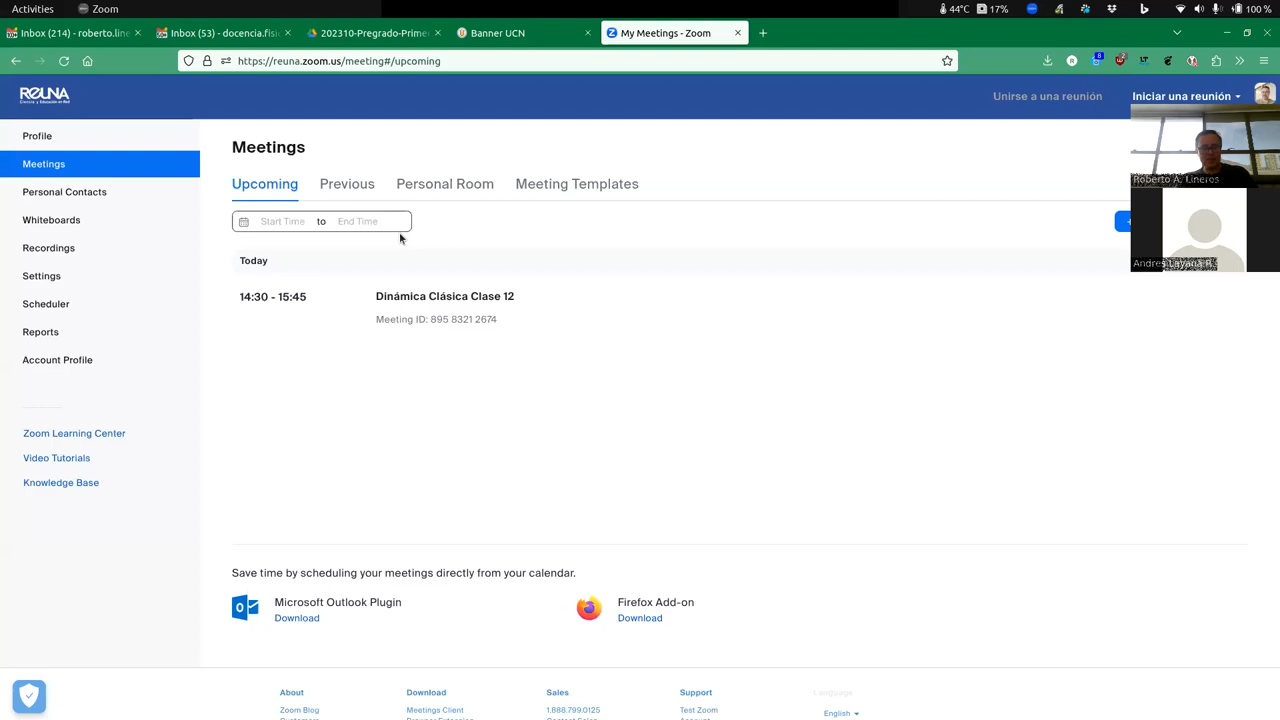 Activities Zoom 44°C 17% 100 %
Inbox (214) - roberto.line Inbox (53) - docencia.fisi 202310-Pregrado-Prime Banner UCN My Meetings - Zoom
https://reuna.zoom.us/meeting#/upcoming
REUNA
Ciencia y Educación en Red
Unirse a una reunión Iniciar una reunión
Profile
Meetings
Personal Contacts
Whiteboards
Recordings
Settings
Scheduler
Reports
Account Profile
Zoom Learning Center
Video Tutorials
Knowledge Base
Meetings
Upcoming Previous Personal Room Meeting Templates
Start Time to End Time
Today
14:30 - 15:45 Dinámica Clásica Clase 12
Meeting ID: 895 8321 2674
Roberto A. Lineros
Andres Layana R.
Save time by scheduling your meetings directly from your calendar.
Microsoft Outlook Plugin
Download
Firefox Add-on
Download
About Download Sales Support Language
Zoom Blog Meetings Client 1.888.799.0125 Test Zoom
English